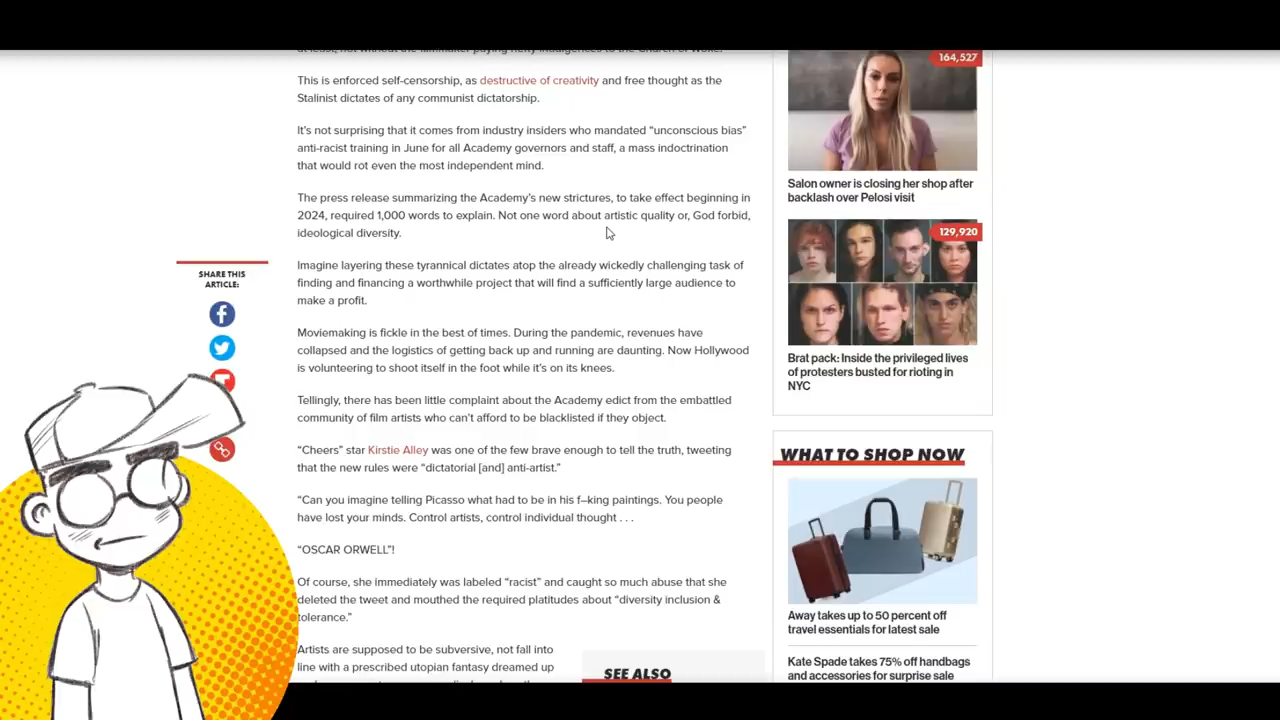 at least, not without the filmmaker paying hefty indulgences to the Church of Woke.
This is enforced self-censorship, as destructive of creativity and free thought as the
Stalinist dictates of any communist dictatorship.
It's not surprising that it comes from industry insiders who mandated “unconscious bias”
anti-racist training in June for all Academy governors and staff, a mass indoctrination
that would rot even the most independent mind.
The press release summarizing the Academy's new strictures, to take effect beginning in
2024, required 1,000 words to explain. Not one word about artistic quality or, God forbid,
ideological diversity.
Imagine layering these tyrannical dictates atop the already wickedly challenging task of
finding and financing a worthwhile project that will find a sufficiently large audience to
make a profit.
Moviemaking is fickle in the best of times. During the pandemic, revenues have
collapsed and the logistics of getting back up and running are daunting. Now Hollywood
is volunteering to shoot itself in the foot while it's on its knees.
Tellingly, there has been little complaint about the Academy edict from the embattled
community of film artists who can't afford to be blacklisted if they object.
“Cheers” star Kirstie Alley was one of the few brave enough to tell the truth, tweeting
that the new rules were “dictatorial [and] anti-artist.”
“Can you imagine telling Picasso what had to be in his f–king paintings. You people
have lost your minds. Control artists, control individual thought . . .
“OSCAR ORWELL”!
Of course, she immediately was labeled “racist” and caught so much abuse that she
deleted the tweet and mouthed the required platitudes about “diversity inclusion &
tolerance.”
Artists are supposed to be subversive, not fall into
line with a prescribed utopian fantasy dreamed up
SHARE THIS
ARTICLE:
164,527
Salon owner is closing her shop after
backlash over Pelosi visit
129,920
Brat pack: Inside the privileged lives
of protesters busted for rioting in
NYC
WHAT TO SHOP NOW
Away takes up to 50 percent off
travel essentials for latest sale
Kate Spade takes 75% off handbags
and accessories for surprise sale
SEE ALSO